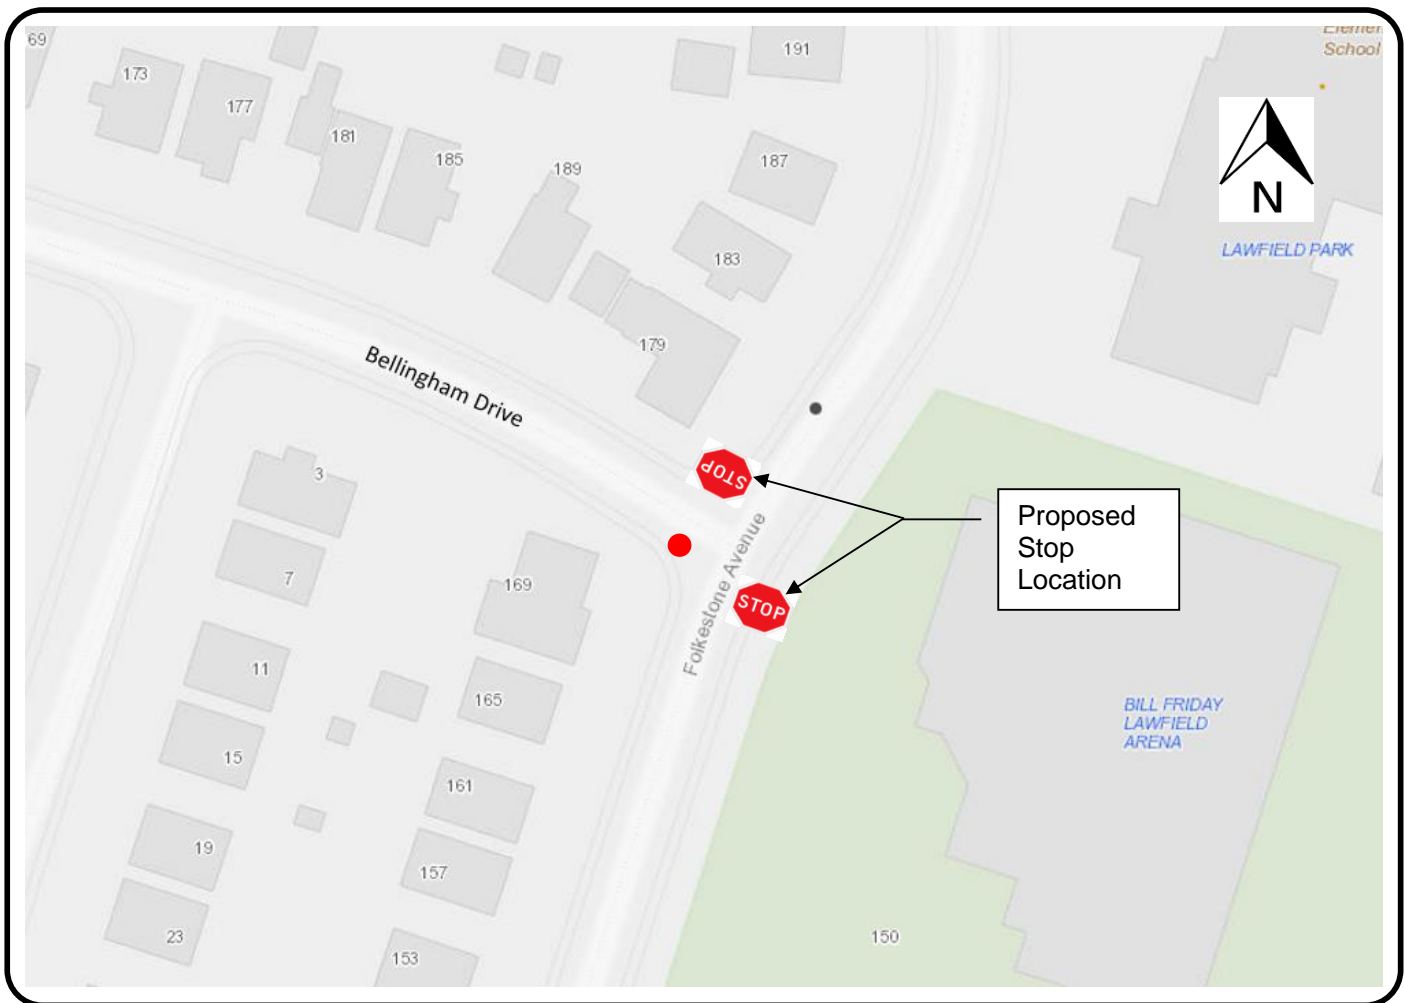 69
173
177
181
185
189
191
187
183
179
School
N
LAWFIELD PARK
Bellingham Drive
STOP
STOP
Folkestone Avenue
Proposed
Stop
Location
3
7
11
15
19
23
169
165
161
157
153
BILL FRIDAY
LAWFIELD
ARENA
150